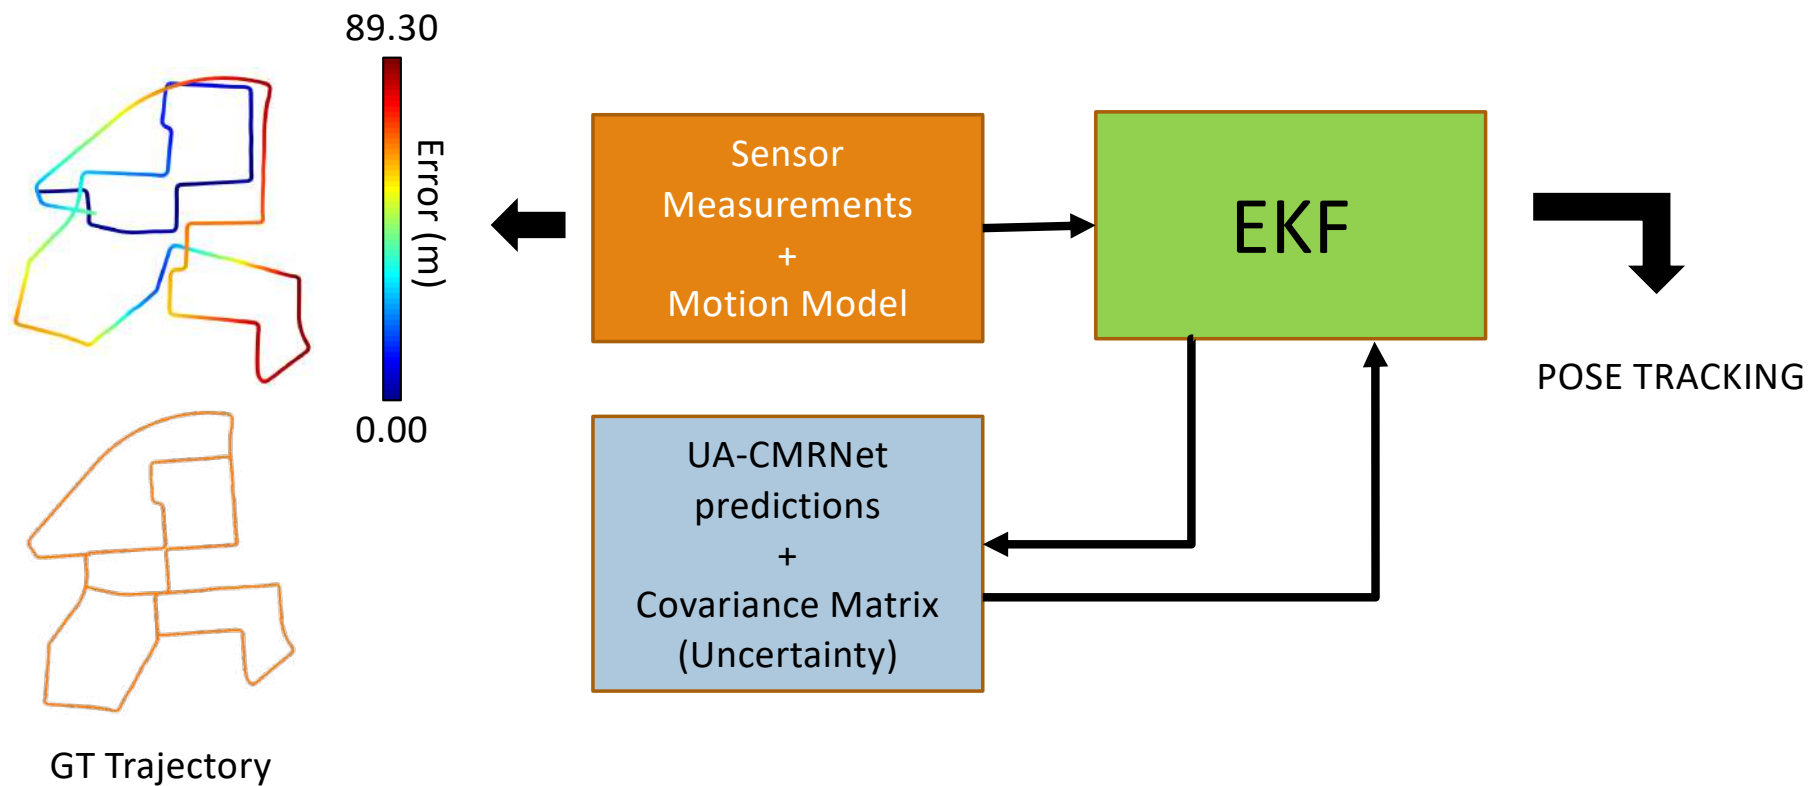 89.30
Error (m)
0.00
GT Trajectory
Sensor
Measurements
+
Motion Model
EKF
UA-CMRNet
predictions
+
Covariance Matrix
(Uncertainty)
POSE TRACKING